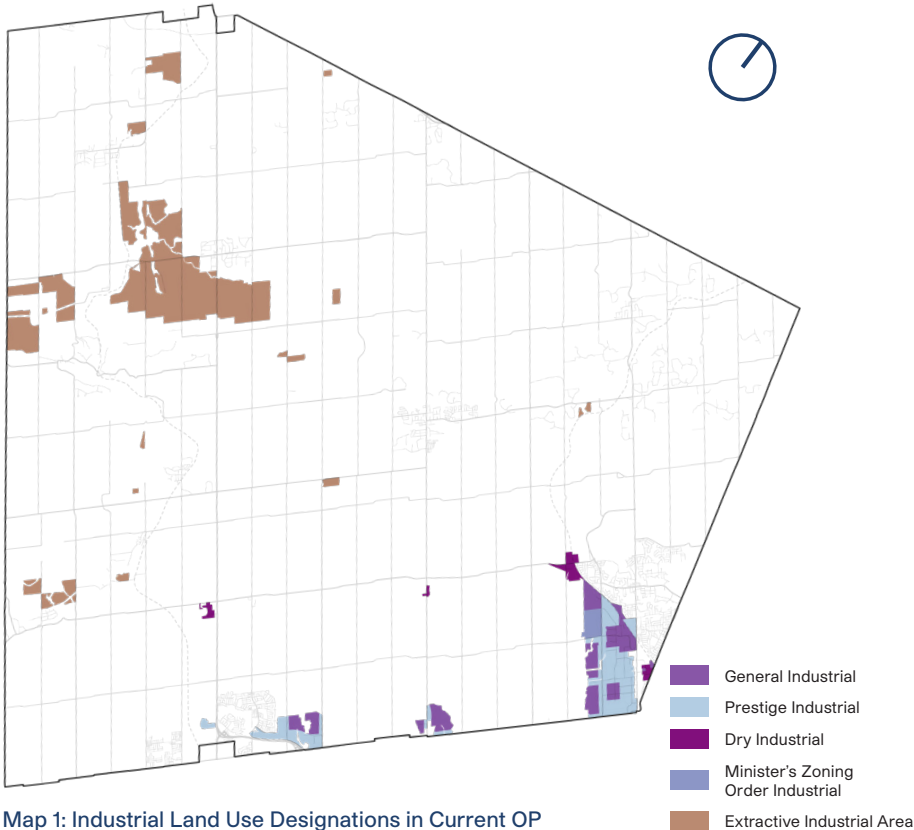 General Industrial
Prestige Industrial
Dry Industrial
Minister’s Zoning
Order Industrial
Extractive Industrial Area
Map 1: Industrial Land Use Designations in Current OP